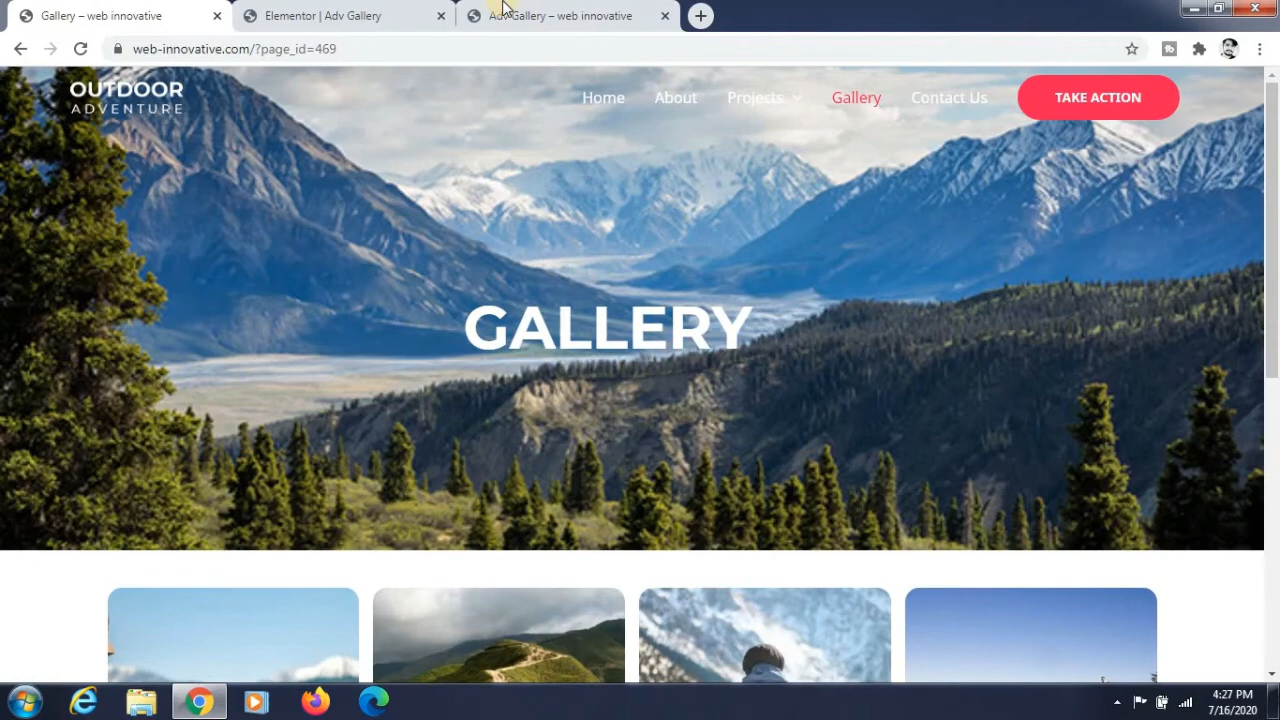 Gallery – web innovative
Elementor | Adv Gallery
Adv Gallery – web innovative
web-innovative.com/?page_id=469
OUTDOOR
ADVENTURE
Home
About
Projects
Gallery
Contact Us
TAKE ACTION
GALLERY
4:27 PM
7/16/2020